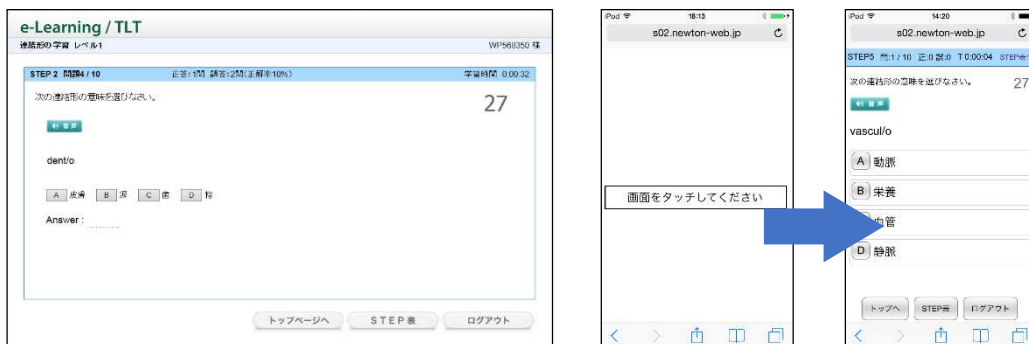 e-Learning / TLT
連結形の学習 レベル1
WP568350 様
STEP 2 問題4 / 10
正答:1問 誤答:2問(正解率10%)
学習時間 0:00:32
次の連結形の意味を選びなさい。
27
音声
dent/o
A 皮膚 B 涙 C 歯 D 指
Answer :
トップページへ STEP表 ログアウト
iPod 18:13
s02.newton-web.jp
画面をタッチしてください
iPod 14:20
s02.newton-web.jp
STEP5 問:1 / 10 正:0 誤:0 T 0:00:04
次の連結形の意味を選びなさい。
27
音声
vascul/o
A 動脈
B 栄養
血管
D 静脈
トップへ STEP表 ログアウト